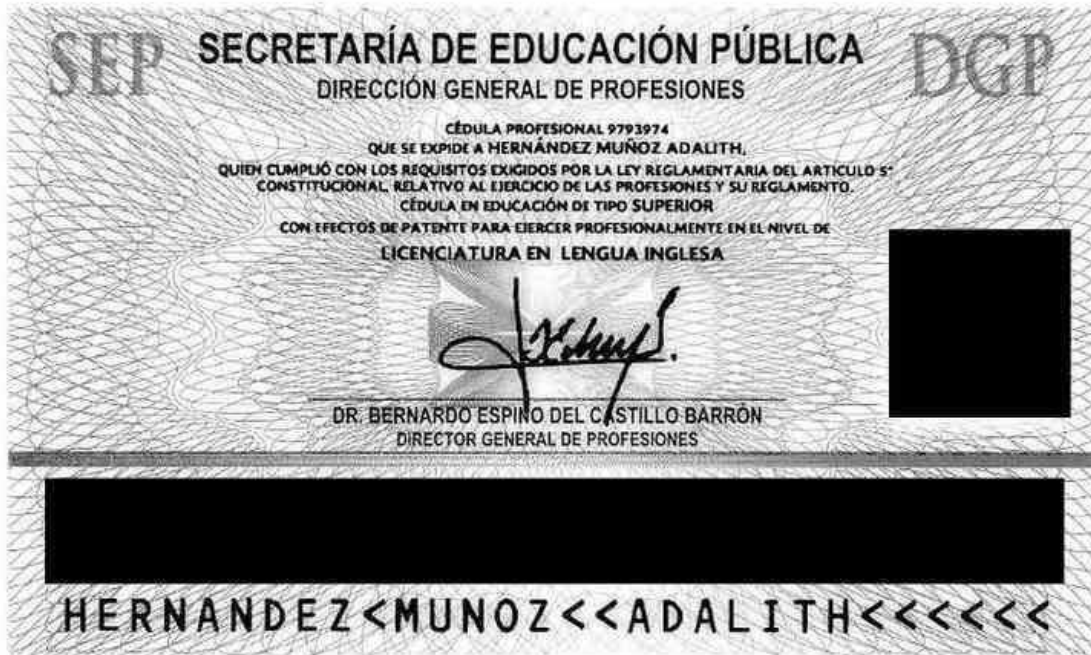 SEP
SECRETARÍA DE EDUCACIÓN PÚBLICA
DGP
DIRECCIÓN GENERAL DE PROFESIONES
CÉDULA PROFESIONAL 9793974
QUE SE EXPIDE A HERNÁNDEZ MUÑOZ ADALITH,
QUIEN CUMPLIÓ CON LOS REQUISITOS EXIGIDOS POR LA LEY REGLAMENTARIA DEL ARTICULO 5°
CONSTITUCIONAL, RELATIVO AL EJERCICIO DE LAS PROFESIONES Y SU REGLAMENTO.
CÉDULA EN EDUCACIÓN DE TIPO SUPERIOR
CON EFECTOS DE PATENTE PARA EJERCER PROFESIONALMENTE EN EL NIVEL DE
LICENCIATURA EN LENGUA INGLESA
DR. BERNARDO ESPINO DEL CASTILLO BARRÓN
DIRECTOR GENERAL DE PROFESIONES
HERNANDEZ<MUNOZ<<ADALITH<<<<<<